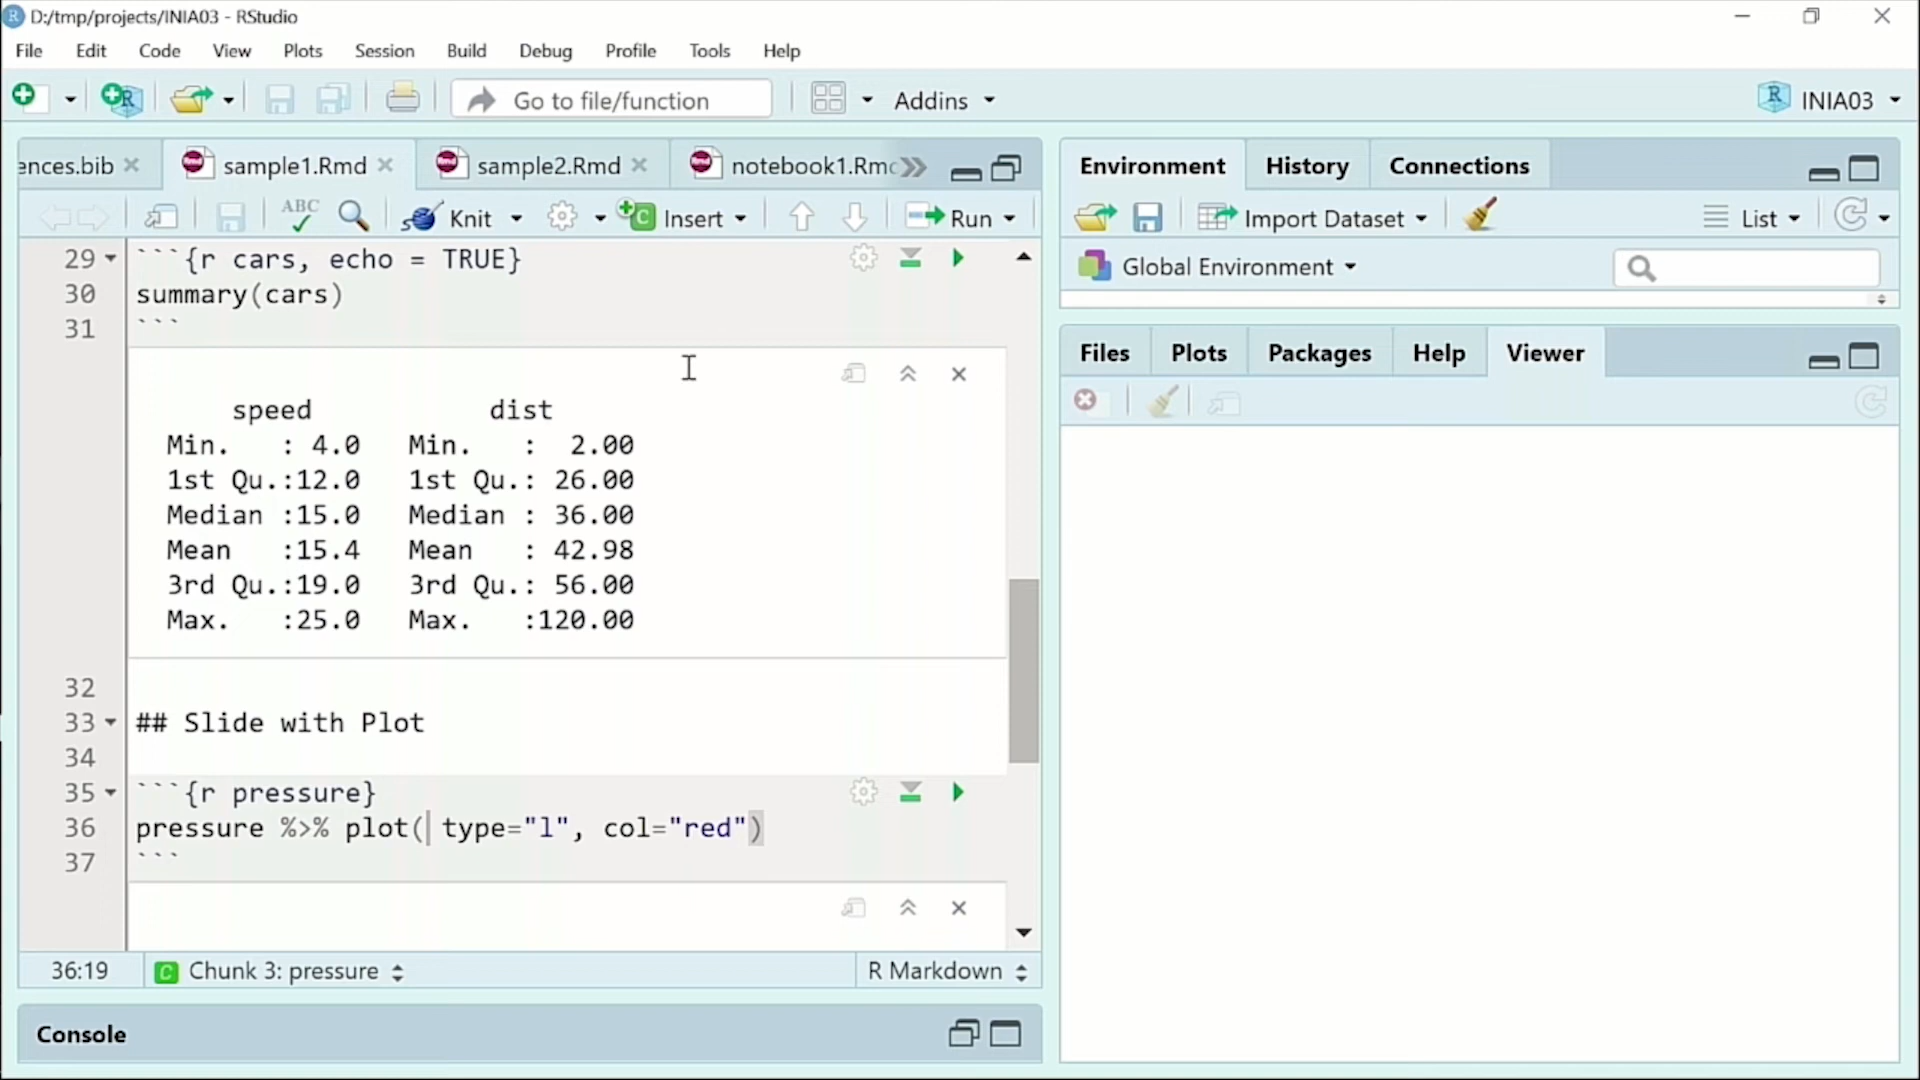 D:/tmp/projects/INIA03 - RStudio
File Edit Code View Plots Session Build Debug Profile Tools Help
Go to file/function Addins INIA03
ences.bib sample1.Rmd sample2.Rmd notebook1.Rmd
ABC Knit Insert Run
29 ```{r cars, echo = TRUE}
30 summary(cars)
31 ```
speed dist
Min. : 4.0 Min. : 2.00
1st Qu.:12.0 1st Qu.: 26.00
Median :15.0 Median : 36.00
Mean :15.4 Mean : 42.98
3rd Qu.:19.0 3rd Qu.: 56.00
Max. :25.0 Max. :120.00
32
33 ## Slide with Plot
34
35 ```{r pressure}
36 pressure %>% plot( type="l", col="red")
37 ```
36:19 C Chunk 3: pressure R Markdown
Console
Environment History Connections
Import Dataset List
Global Environment
Files Plots Packages Help Viewer